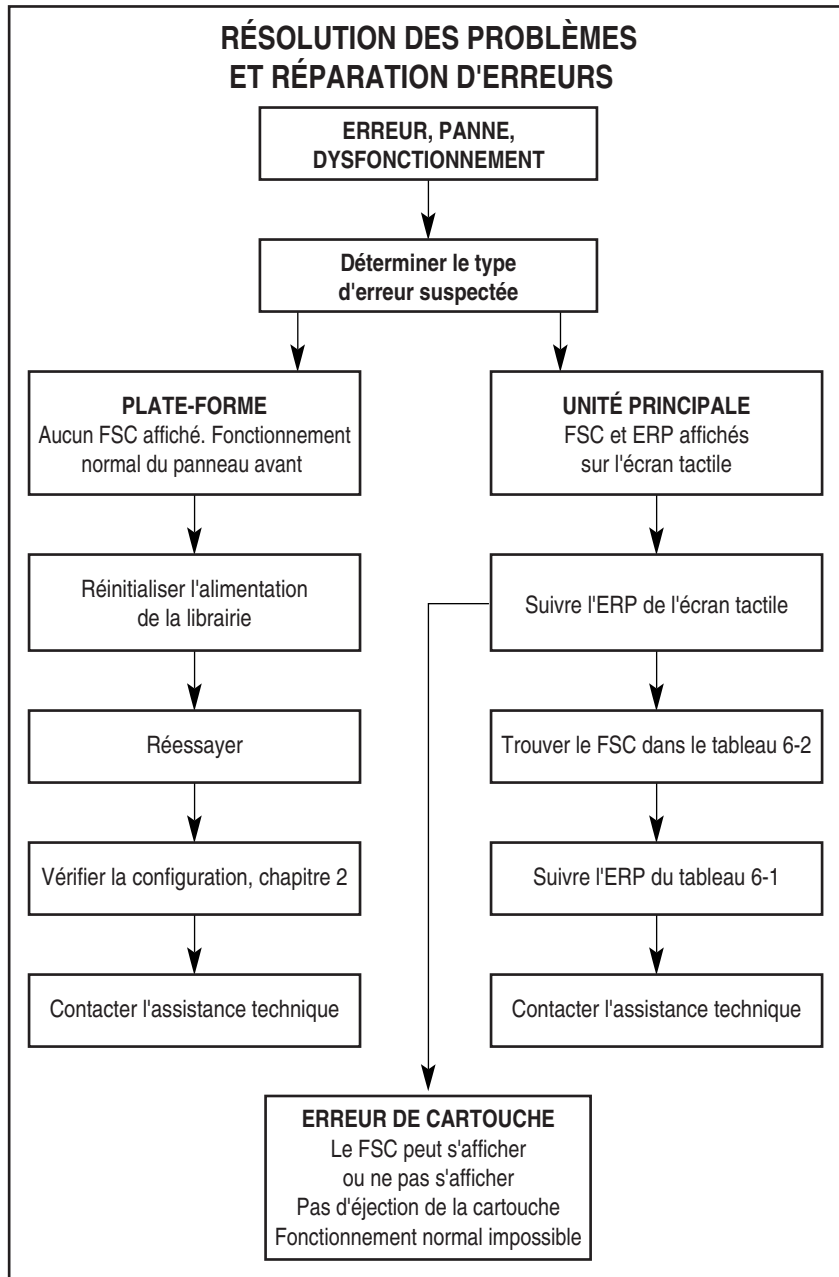 RÉSOLUTION DES PROBLÈMES
ET RÉPARATION D'ERREURS
ERREUR, PANNE,
DYSFONCTIONNEMENT
Déterminer le type
d'erreur suspectée
PLATE-FORME
Aucun FSC affiché. Fonctionnement
normal du panneau avant
UNITÉ PRINCIPALE
FSC et ERP affichés
sur l'écran tactile
Réinitialiser l'alimentation
de la librairie
Suivre l'ERP de l'écran tactile
Réessayer
Trouver le FSC dans le tableau 6-2
Vérifier la configuration, chapitre 2
Suivre l'ERP du tableau 6-1
Contacter l'assistance technique
Contacter l'assistance technique
ERREUR DE CARTOUCHE
Le FSC peut s'afficher
ou ne pas s'afficher
Pas d'éjection de la cartouche
Fonctionnement normal impossible